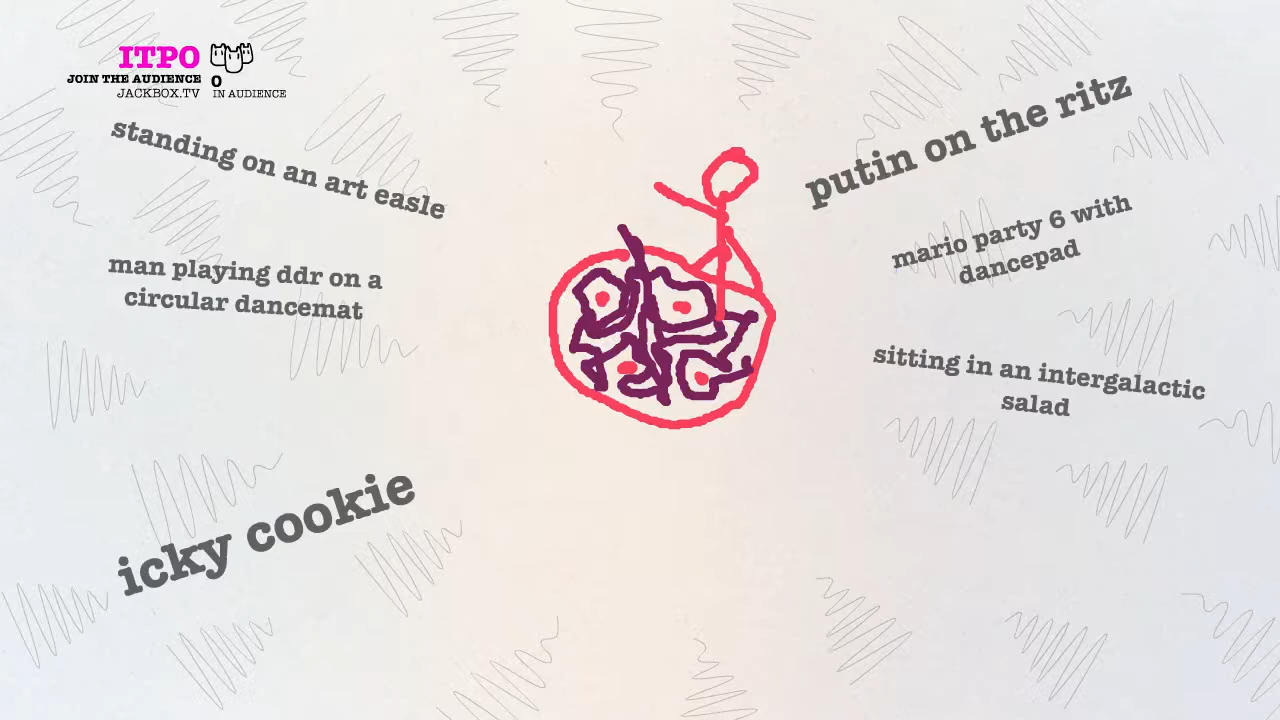 ITPO
JOIN THE AUDIENCE
JACKBOX.TV
0
IN AUDIENCE
standing on an art easle
man playing ddr on a
circular dancemat
icky cookie
putin on the ritz
mario party 6 with
dancepad
sitting in an intergalactic
salad